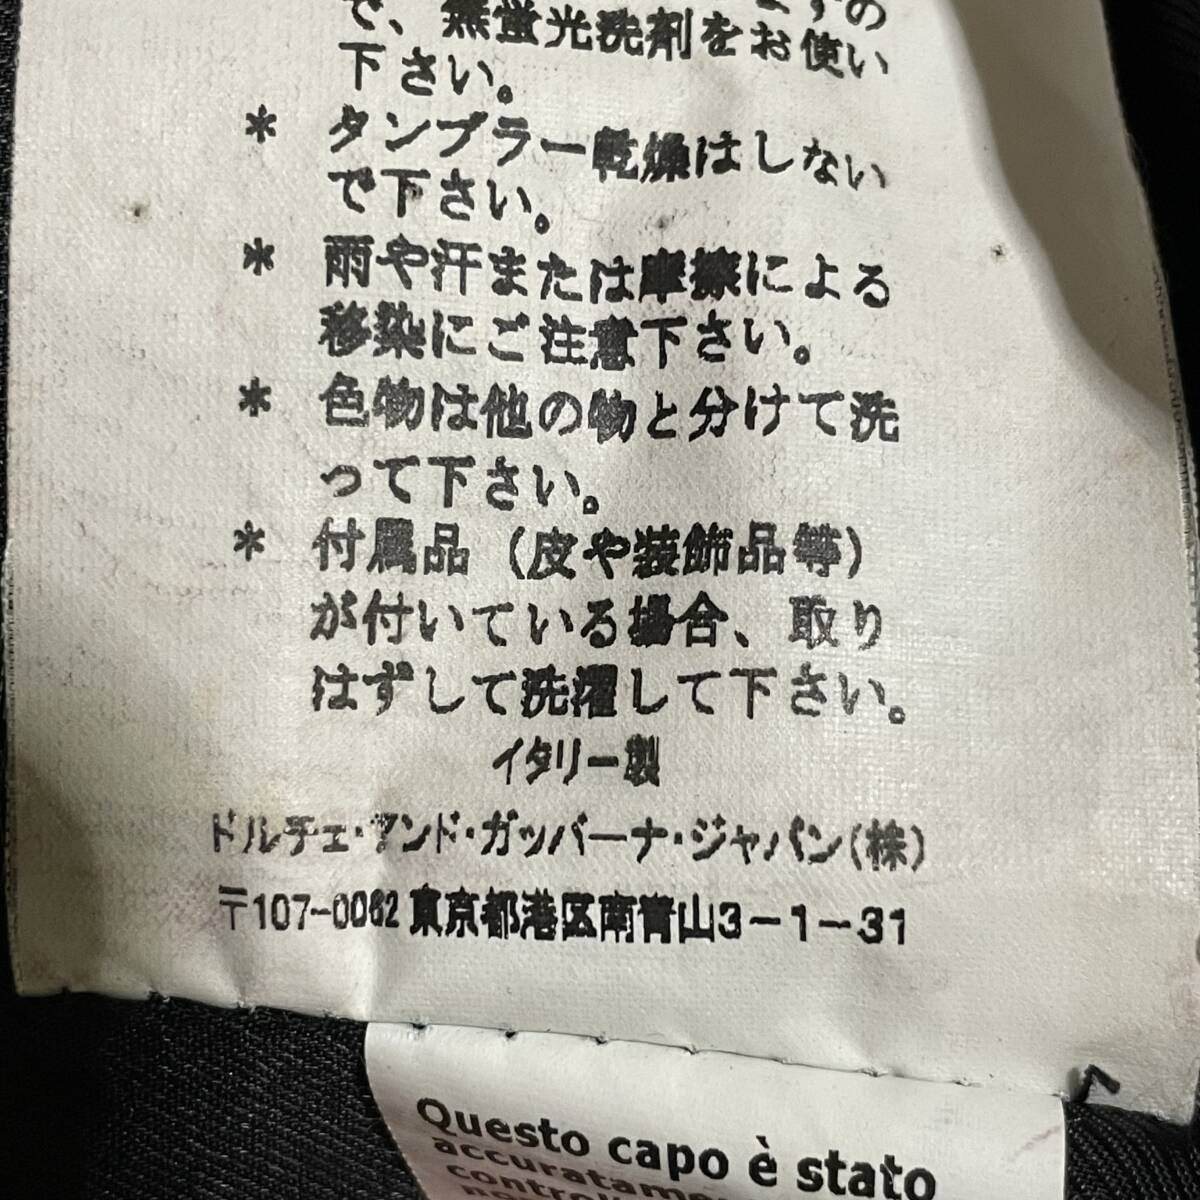 ますの
で、無蛍光洗剤をお使い
下さい。
* タンブラー乾燥はしない
で下さい。
* 雨や汗または摩擦による
移染にご注意下さい。
* 色物は他の物と分けて洗
って下さい。
* 付属品（皮や装飾品等）
が付いている場合、取り
はずして洗濯して下さい。
イタリー製
ドルチェ・アンド・ガッバーナ・ジャパン（株）
〒107-0062 東京都港区南青山3-1-31
Questo capo è stato